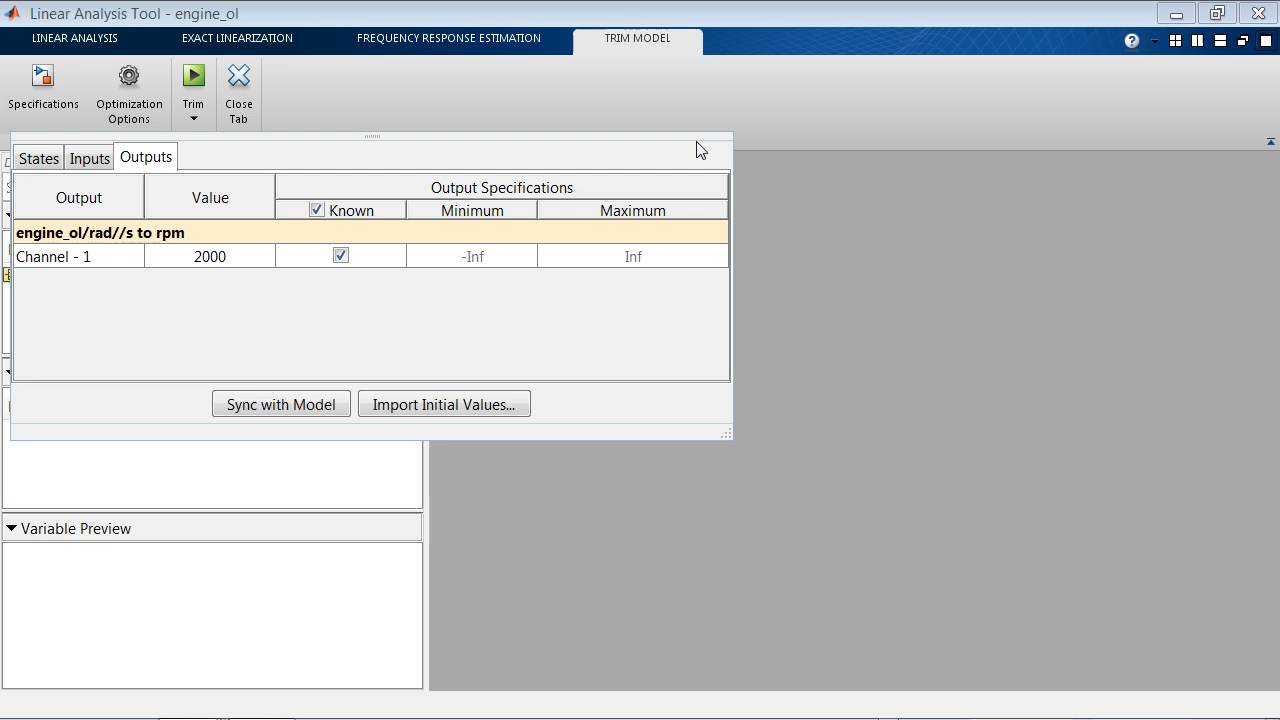 Linear Analysis Tool - engine_ol
LINEAR ANALYSIS EXACT LINEARIZATION FREQUENCY RESPONSE ESTIMATION TRIM MODEL
Specifications Optimization Options Trim Close Tab
States Inputs Outputs
Output Value Output Specifications
Known Minimum Maximum
engine_ol/rad//s to rpm
Channel - 1 2000 -Inf Inf
Sync with Model Import Initial Values...
Variable Preview